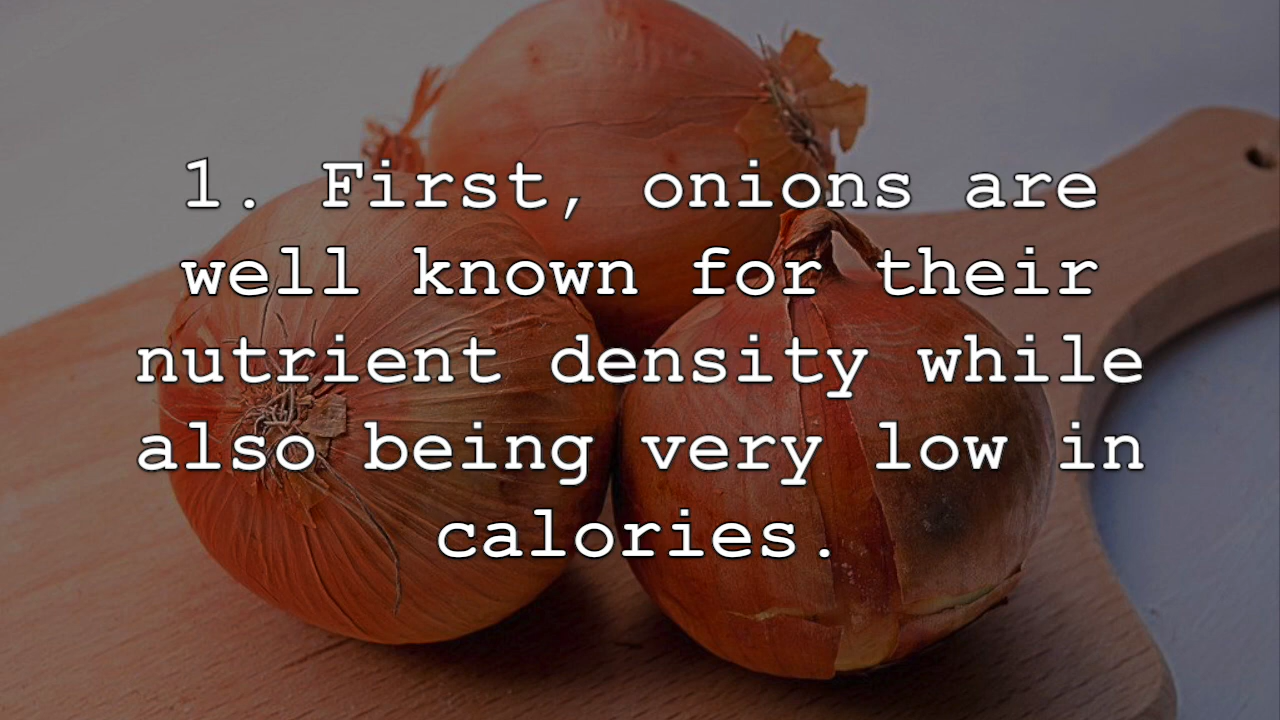 1. First, onions are
well known for their
nutrient density while
also being very low in
calories.